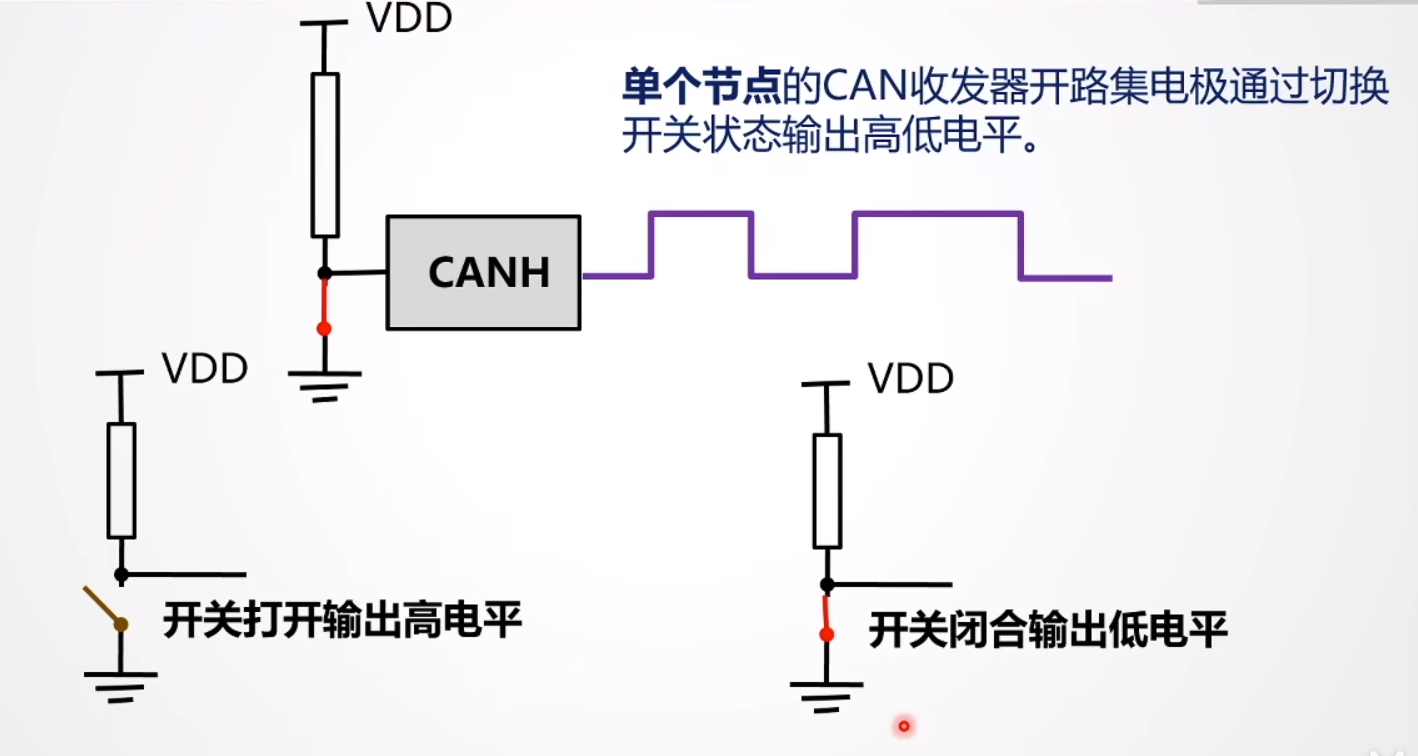 VDD
单个节点的CAN收发器开路集电极通过切换
开关状态输出高低电平。
CANH
VDD
VDD
开关打开输出高电平
开关闭合输出低电平